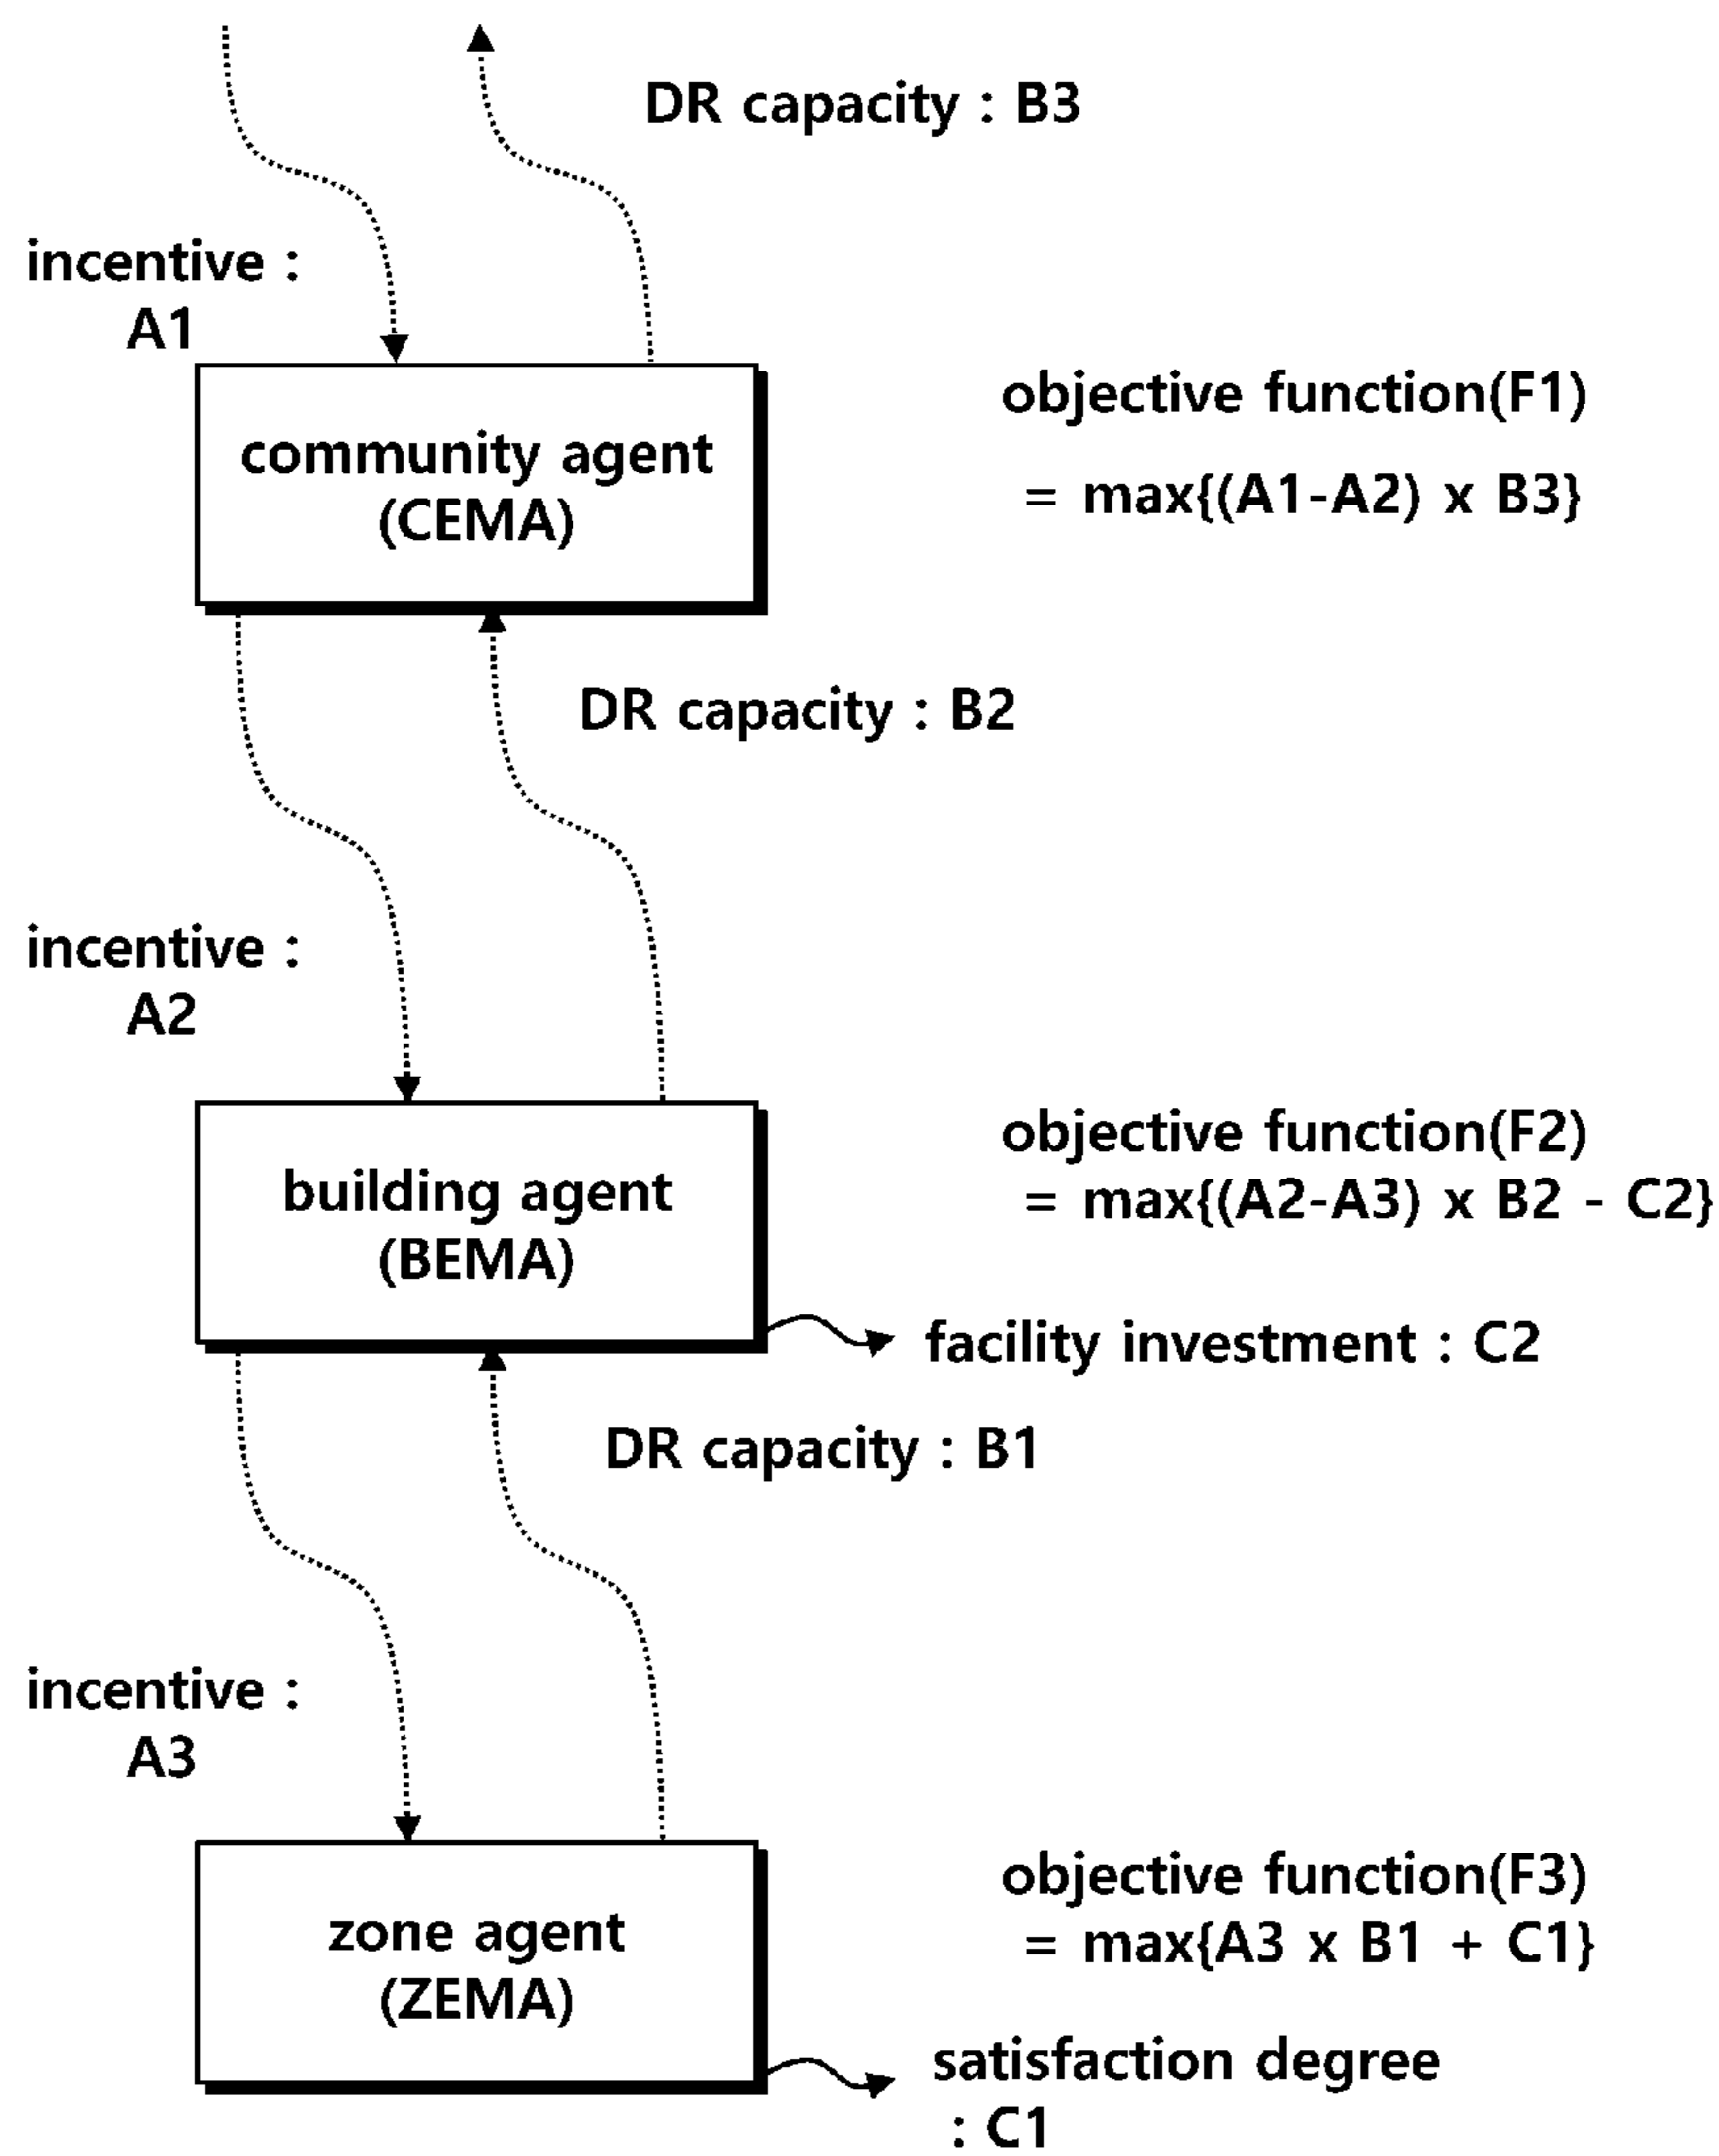 DR capacity : B3
incentive :
A1
community agent
(CEMA)
objective function(F1)
= max{(A1-A2) x B3}
DR capacity : B2
incentive :
A2
building agent
(BEMA)
objective function(F2)
= max{(A2-A3) x B2 - C2}
facility investment : C2
DR capacity : B1
incentive :
A3
zone agent
(ZEMA)
objective function(F3)
= max{A3 x B1 + C1}
satisfaction degree
: C1